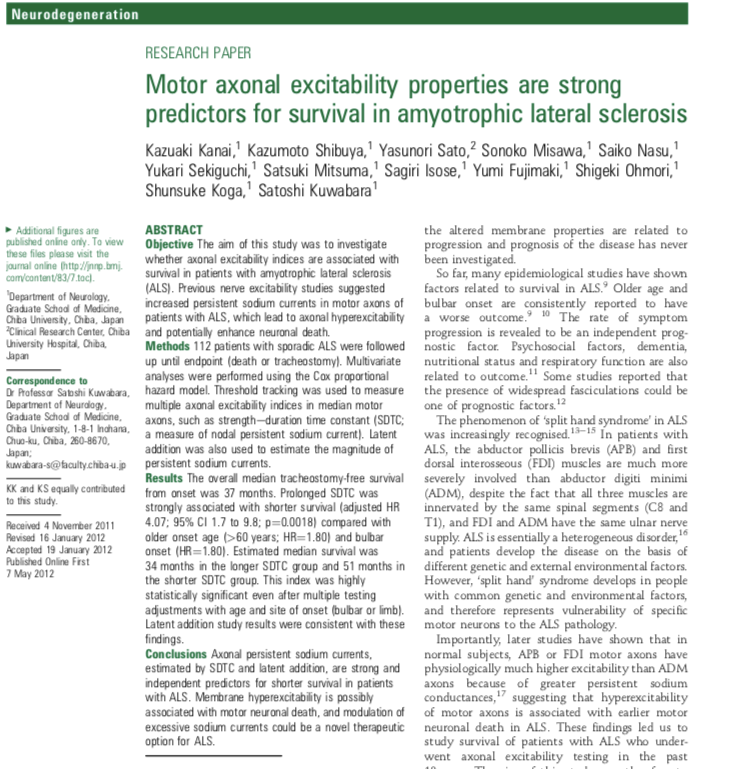 Neurodegeneration
RESEARCH PAPER
Motor axonal excitability properties are strong
predictors for survival in amyotrophic lateral sclerosis
Kazuaki Kanai,1 Kazumoto Shibuya,1 Yasunori Sato,2 Sonoko Misawa,1 Saiko Nasu,1
Yukari Sekiguchi,1 Satsuki Mitsuma,1 Sagiri Isose,1 Yumi Fujimaki,1 Shigeki Ohmori,1
Shunsuke Koga,1 Satoshi Kuwabara1
▶ Additional figures are
published online only. To view
these files please visit the
journal online (http://jnnp.bmj.
com/content/83/7.toc).
1Department of Neurology,
Graduate School of Medicine,
Chiba University, Chiba, Japan
2Clinical Research Center, Chiba
University Hospital, Chiba,
Japan
Correspondence to
Dr Professor Satoshi Kuwabara,
Department of Neurology,
Graduate School of Medicine,
Chiba University, 1-8-1 Inohana,
Chuo-ku, Chiba, 260-8670,
Japan;
kuwabara-s@faculty.chiba-u.jp
KK and KS equally contributed
to this study.
Received 4 November 2011
Revised 16 January 2012
Accepted 19 January 2012
Published Online First
7 May 2012
ABSTRACT
Objective The aim of this study was to investigate
whether axonal excitability indices are associated with
survival in patients with amyotrophic lateral sclerosis
(ALS). Previous nerve excitability studies suggested
increased persistent sodium currents in motor axons of
patients with ALS, which lead to axonal hyperexcitability
and potentially enhance neuronal death.
Methods 112 patients with sporadic ALS were followed
up until endpoint (death or tracheostomy). Multivariate
analyses were performed using the Cox proportional
hazard model. Threshold tracking was used to measure
multiple axonal excitability indices in median motor
axons, such as strength–duration time constant (SDTC;
a measure of nodal persistent sodium current). Latent
addition was also used to estimate the magnitude of
persistent sodium currents.
Results The overall median tracheostomy-free survival
from onset was 37 months. Prolonged SDTC was
strongly associated with shorter survival (adjusted HR
4.07; 95% CI 1.7 to 9.8; p=0.0018) compared with
older onset age (>60 years; HR=1.80) and bulbar
onset (HR=1.80). Estimated median survival was
34 months in the longer SDTC group and 51 months in
the shorter SDTC group. This index was highly
statistically significant even after multiple testing
adjustments with age and site of onset (bulbar or limb).
Latent addition study results were consistent with these
findings.
Conclusions Axonal persistent sodium currents,
estimated by SDTC and latent addition, are strong and
independent predictors for shorter survival in patients
with ALS. Membrane hyperexcitability is possibly
associated with motor neuronal death, and modulation of
excessive sodium currents could be a novel therapeutic
option for ALS.
the altered membrane properties are related to
progression and prognosis of the disease has never
been investigated.
So far, many epidemiological studies have shown
factors related to survival in ALS.9 Older age and
bulbar onset are consistently reported to have
a worse outcome.9 10 The rate of symptom
progression is revealed to be an independent prog-
nostic factor. Psychosocial factors, dementia,
nutritional status and respiratory function are also
related to outcome.11 Some studies reported that
the presence of widespread fasciculations could be
one of prognostic factors.12
The phenomenon of 'split hand syndrome' in ALS
was increasingly recognised.13–15 In patients with
ALS, the abductor pollicis brevis (APB) and first
dorsal interosseous (FDI) muscles are much more
severely involved than abductor digiti minimi
(ADM), despite the fact that all three muscles are
innervated by the same spinal segments (C8 and
T1), and FDI and ADM have the same ulnar nerve
supply. ALS is essentially a heterogeneous disorder,16
and patients develop the disease on the basis of
different genetic and external environmental factors.
However, 'split hand' syndrome develops in people
with common genetic and environmental factors,
and therefore represents vulnerability of specific
motor neurons to the ALS pathology.
Importantly, later studies have shown that in
normal subjects, APB or FDI motor axons have
physiologically much higher excitability than ADM
axons because of greater persistent sodium
conductances,17 suggesting that hyperexcitability
of motor axons is associated with earlier motor
neuronal death in ALS. These findings led us to
study survival of patients with ALS who under-
went axonal excitability testing in the past